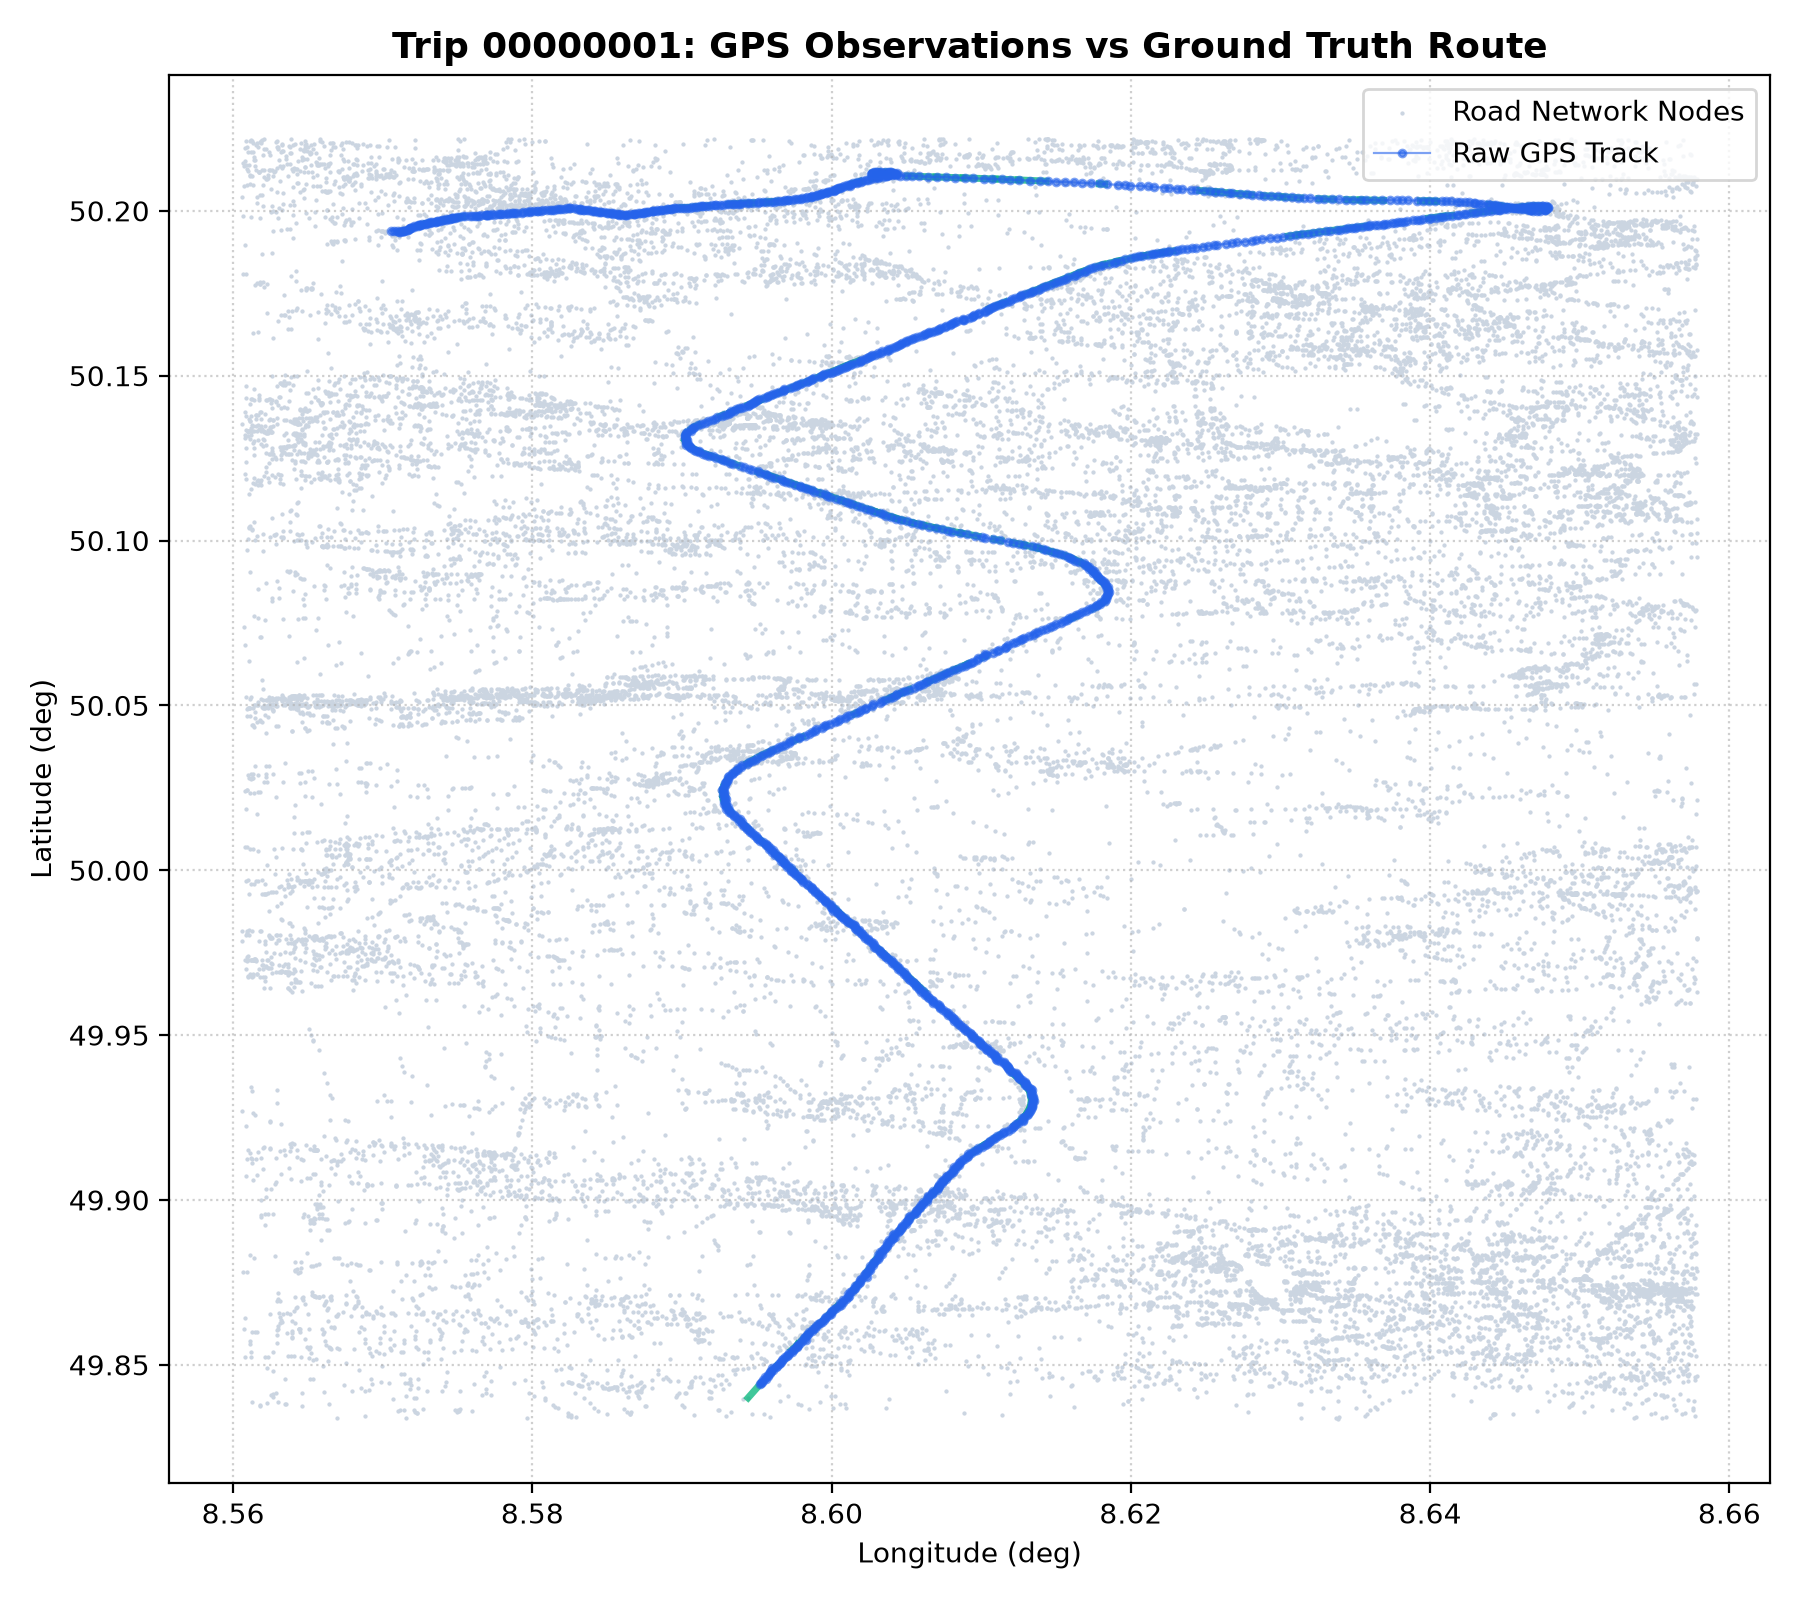 Trip 00000001: GPS Observations vs Ground Truth Route
Road Network Nodes
Raw GPS Track
50.20
50.15
50.10
50.05
50.00
49.95
49.90
49.85
Latitude (deg)
8.56 8.58 8.60 8.62 8.64 8.66
Longitude (deg)